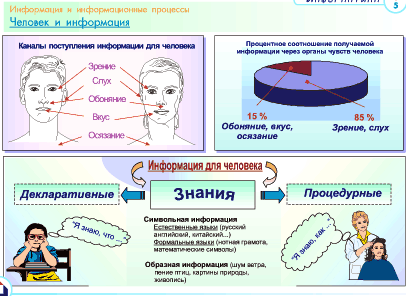 Информация и информационные процессы
5
Человек и информация
Каналы поступления информации для человека
Зрение
Слух
Обоняние
Вкус
Осязание
Процентное соотношение получаемой
информации через органы чувств человека
15 %
Обоняние, вкус,
осязание
85 %
Зрение, слух
Информация для человека
Декларативные
Знания
Процедурные
"Я знаю, что ...
"Я знаю, как ...
Символьная информация
Естественные языки (русский
английский, китайский...)
Формальные языки (нотная грамота,
математические символы)
Образная информация (шум ветра,
пение птиц, картины природы,
живопись)